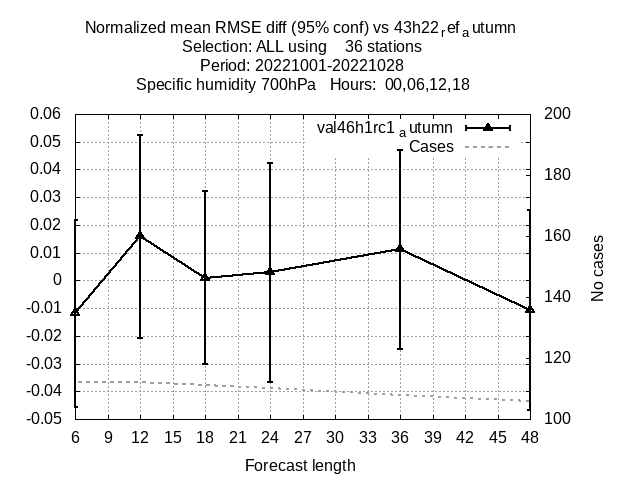 Normalized mean RMSE diff (95% conf) vs 43h22refautumn
Selection: ALL using 36 stations
Period: 20221001-20221028
Specific humidity 700hPa Hours: 00,06,12,18
0.06 200
val46h1rc1autumn
0.05
Cases
0.04
180
0.03
0.02
160
0.01
0
140
-0.01
-0.02
120
-0.03
-0.04
-0.05 100
No cases
6 9 12 15 18 21 24 27 30 33 36 39 42 45 48
Forecast length